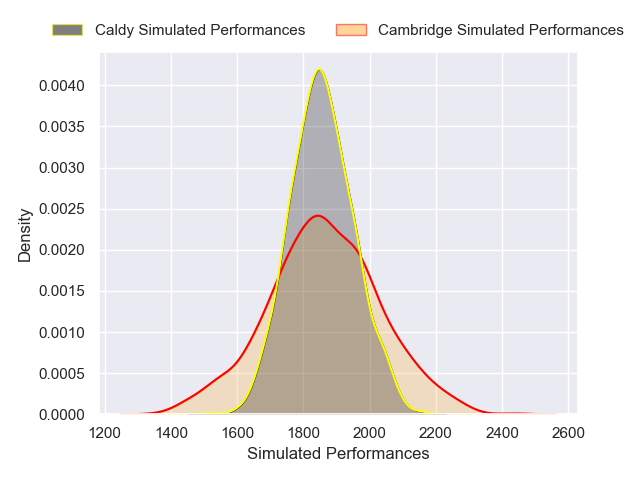 Caldy Simulated Performances
Cambridge Simulated Performances
0.0040
0.0035
0.0030
0.0025
0.0020
0.0015
0.0010
0.0005
0.0000
Density
1200 1400 1600 1800 2000 2200 2400 2600
Simulated Performances